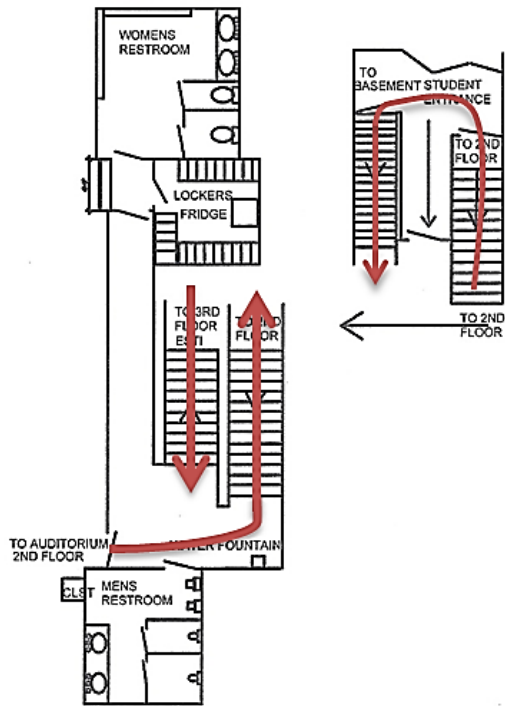 WOMENS
RESTROOM
TO
BASEMENT STUDENT
ENTRANCE
TO 2ND
FLOOR
LOCKERS
FRIDGE
TO 3RD
FLOOR
ESTI
TO
FLOOR
TO 2ND
FLOOR
TO AUDITORIUM
2ND FLOOR
WATER FOUNTAIN
CLST
MENS
RESTROOM